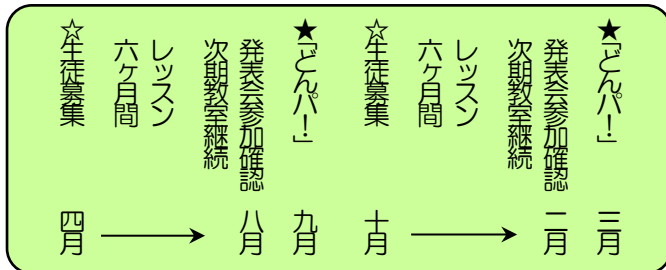 ☆生徒募集
四月
レッスン
六ヶ月間
発表会参加確認
次期教室継続
八月
★「どんパ！」
九月
☆生徒募集
十月
レッスン
六ヶ月間
発表会参加確認
次期教室継続
二月
★「どんパ！」
三月